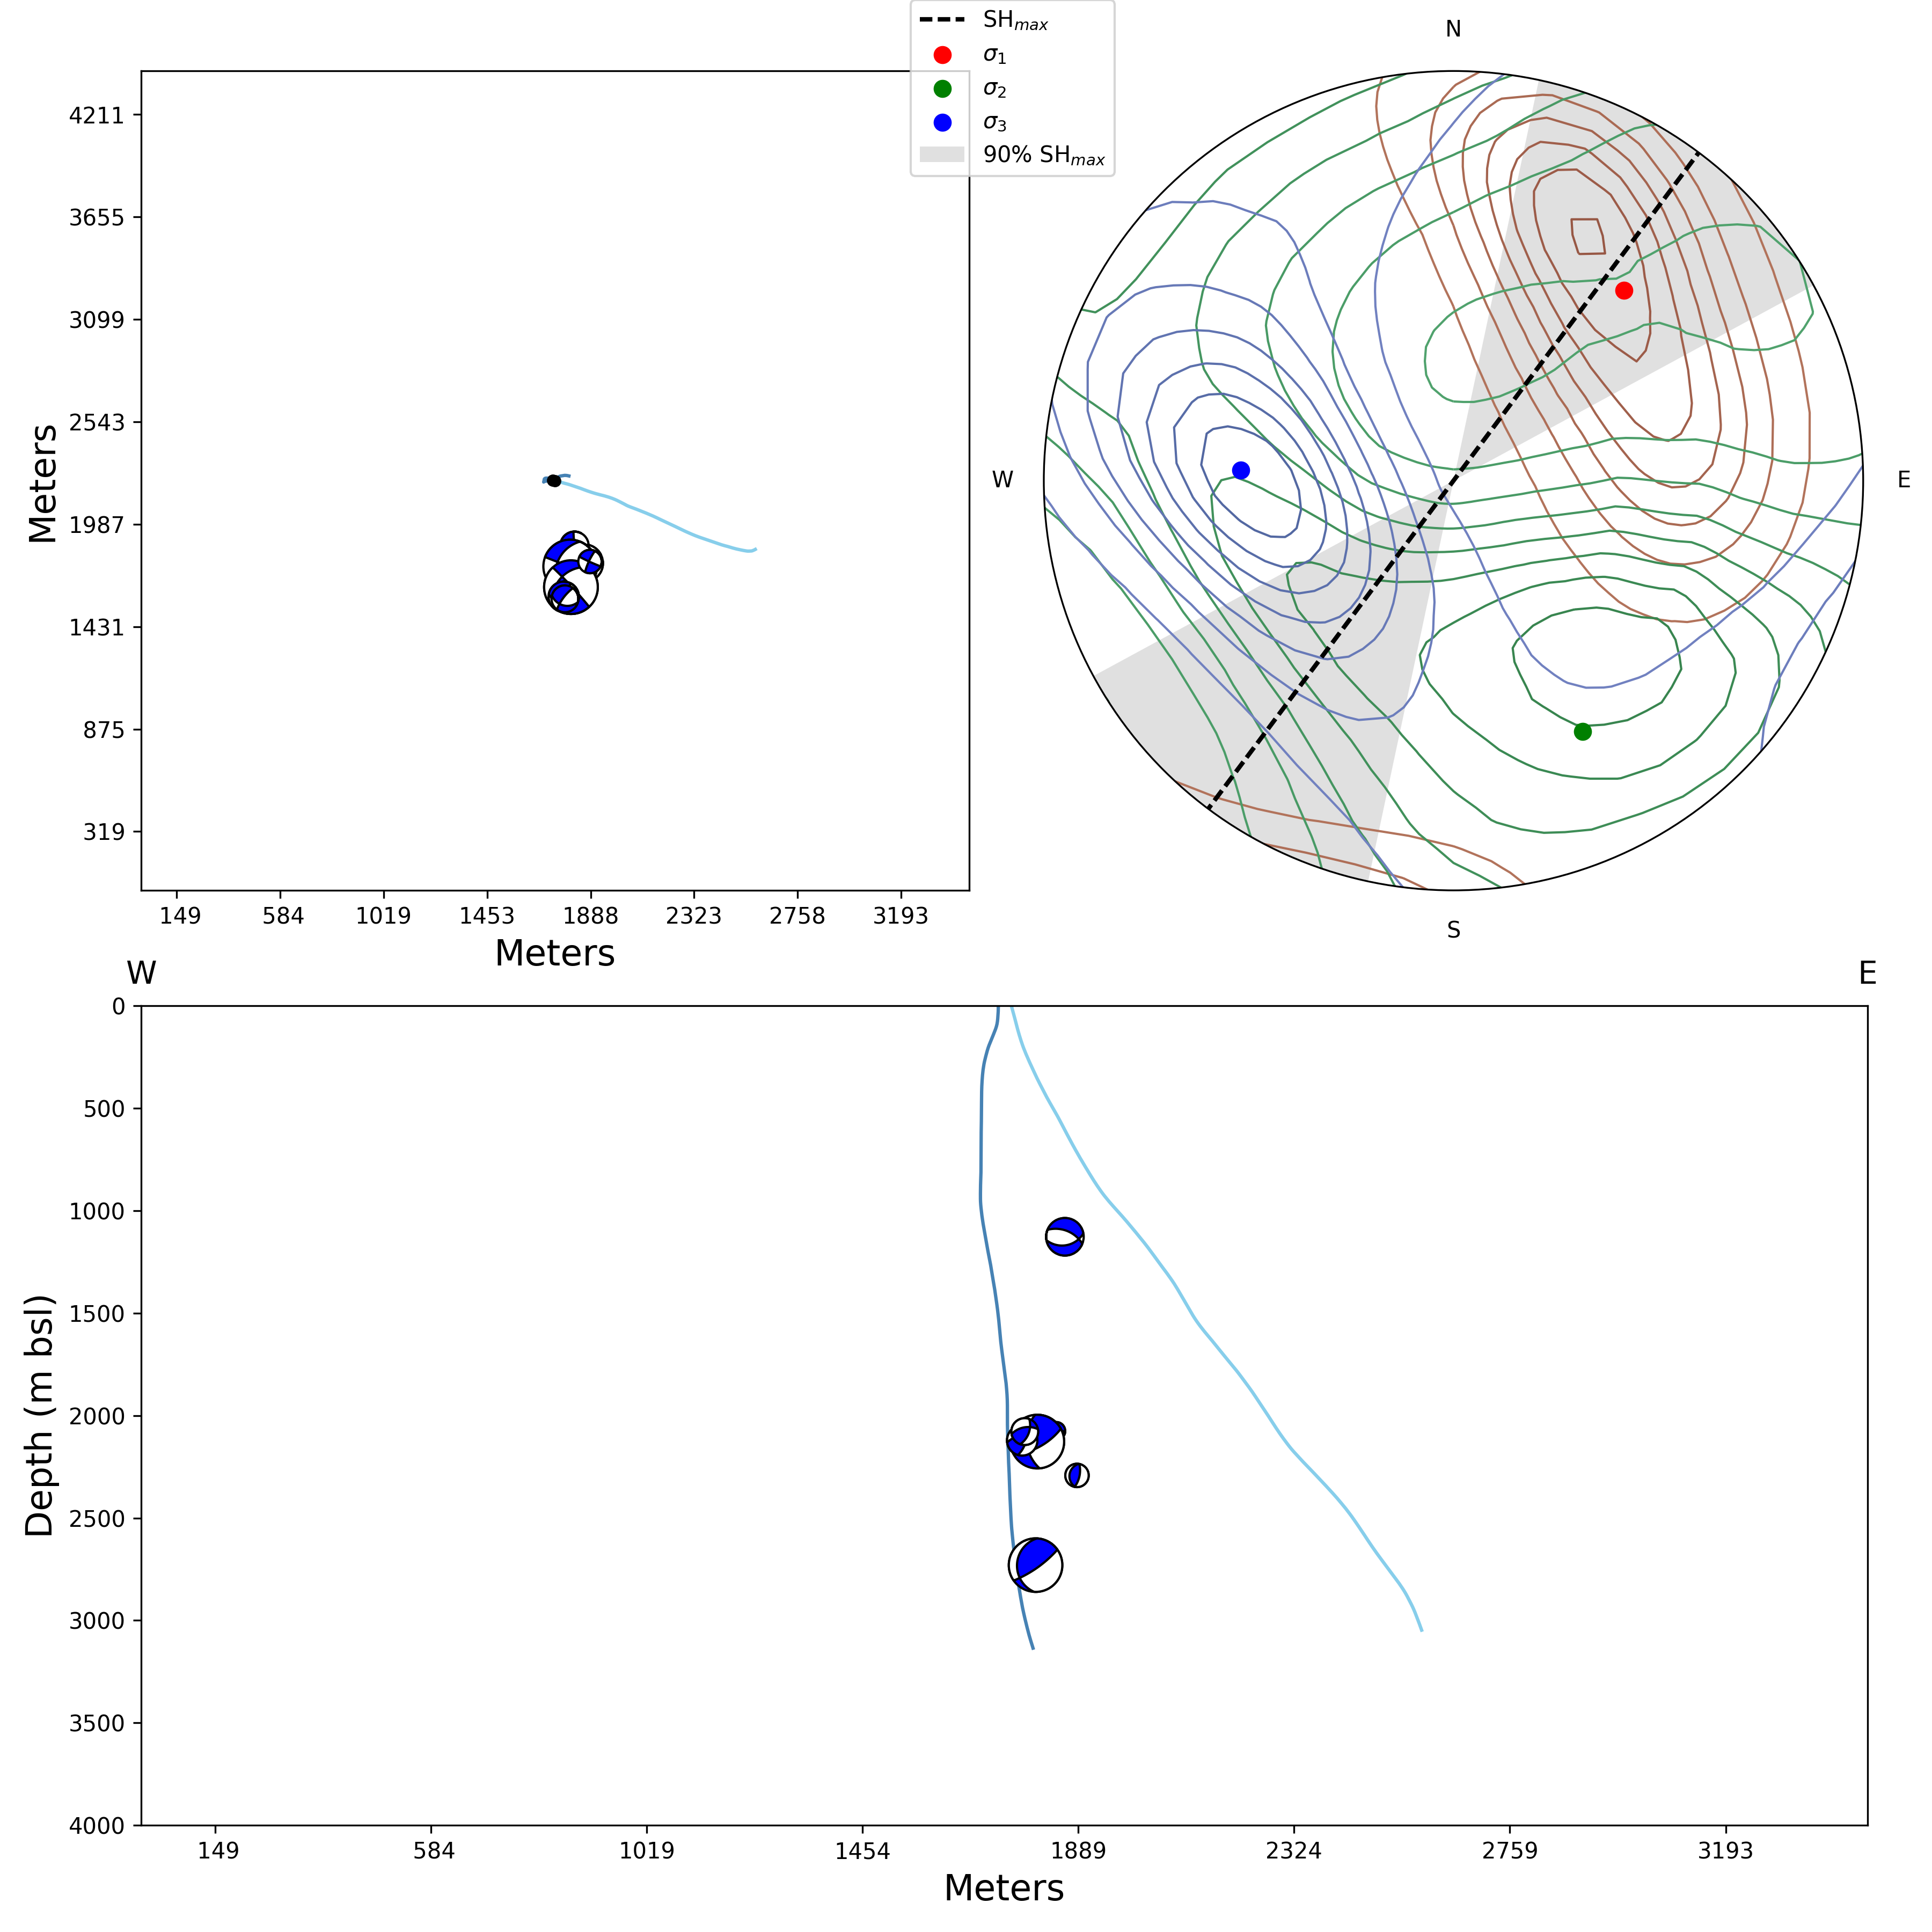 SHmax
σ1
σ2
σ3
90% SHmax
N
W
E
S
4211
3655
3099
2543
1987
1431
875
319
Meters
149 584 1019 1453 1888 2323 2758 3193
Meters
W E
0
500
1000
1500
2000
2500
3000
3500
4000
Depth (m bsl)
149 584 1019 1454 1889 2324 2759 3193
Meters